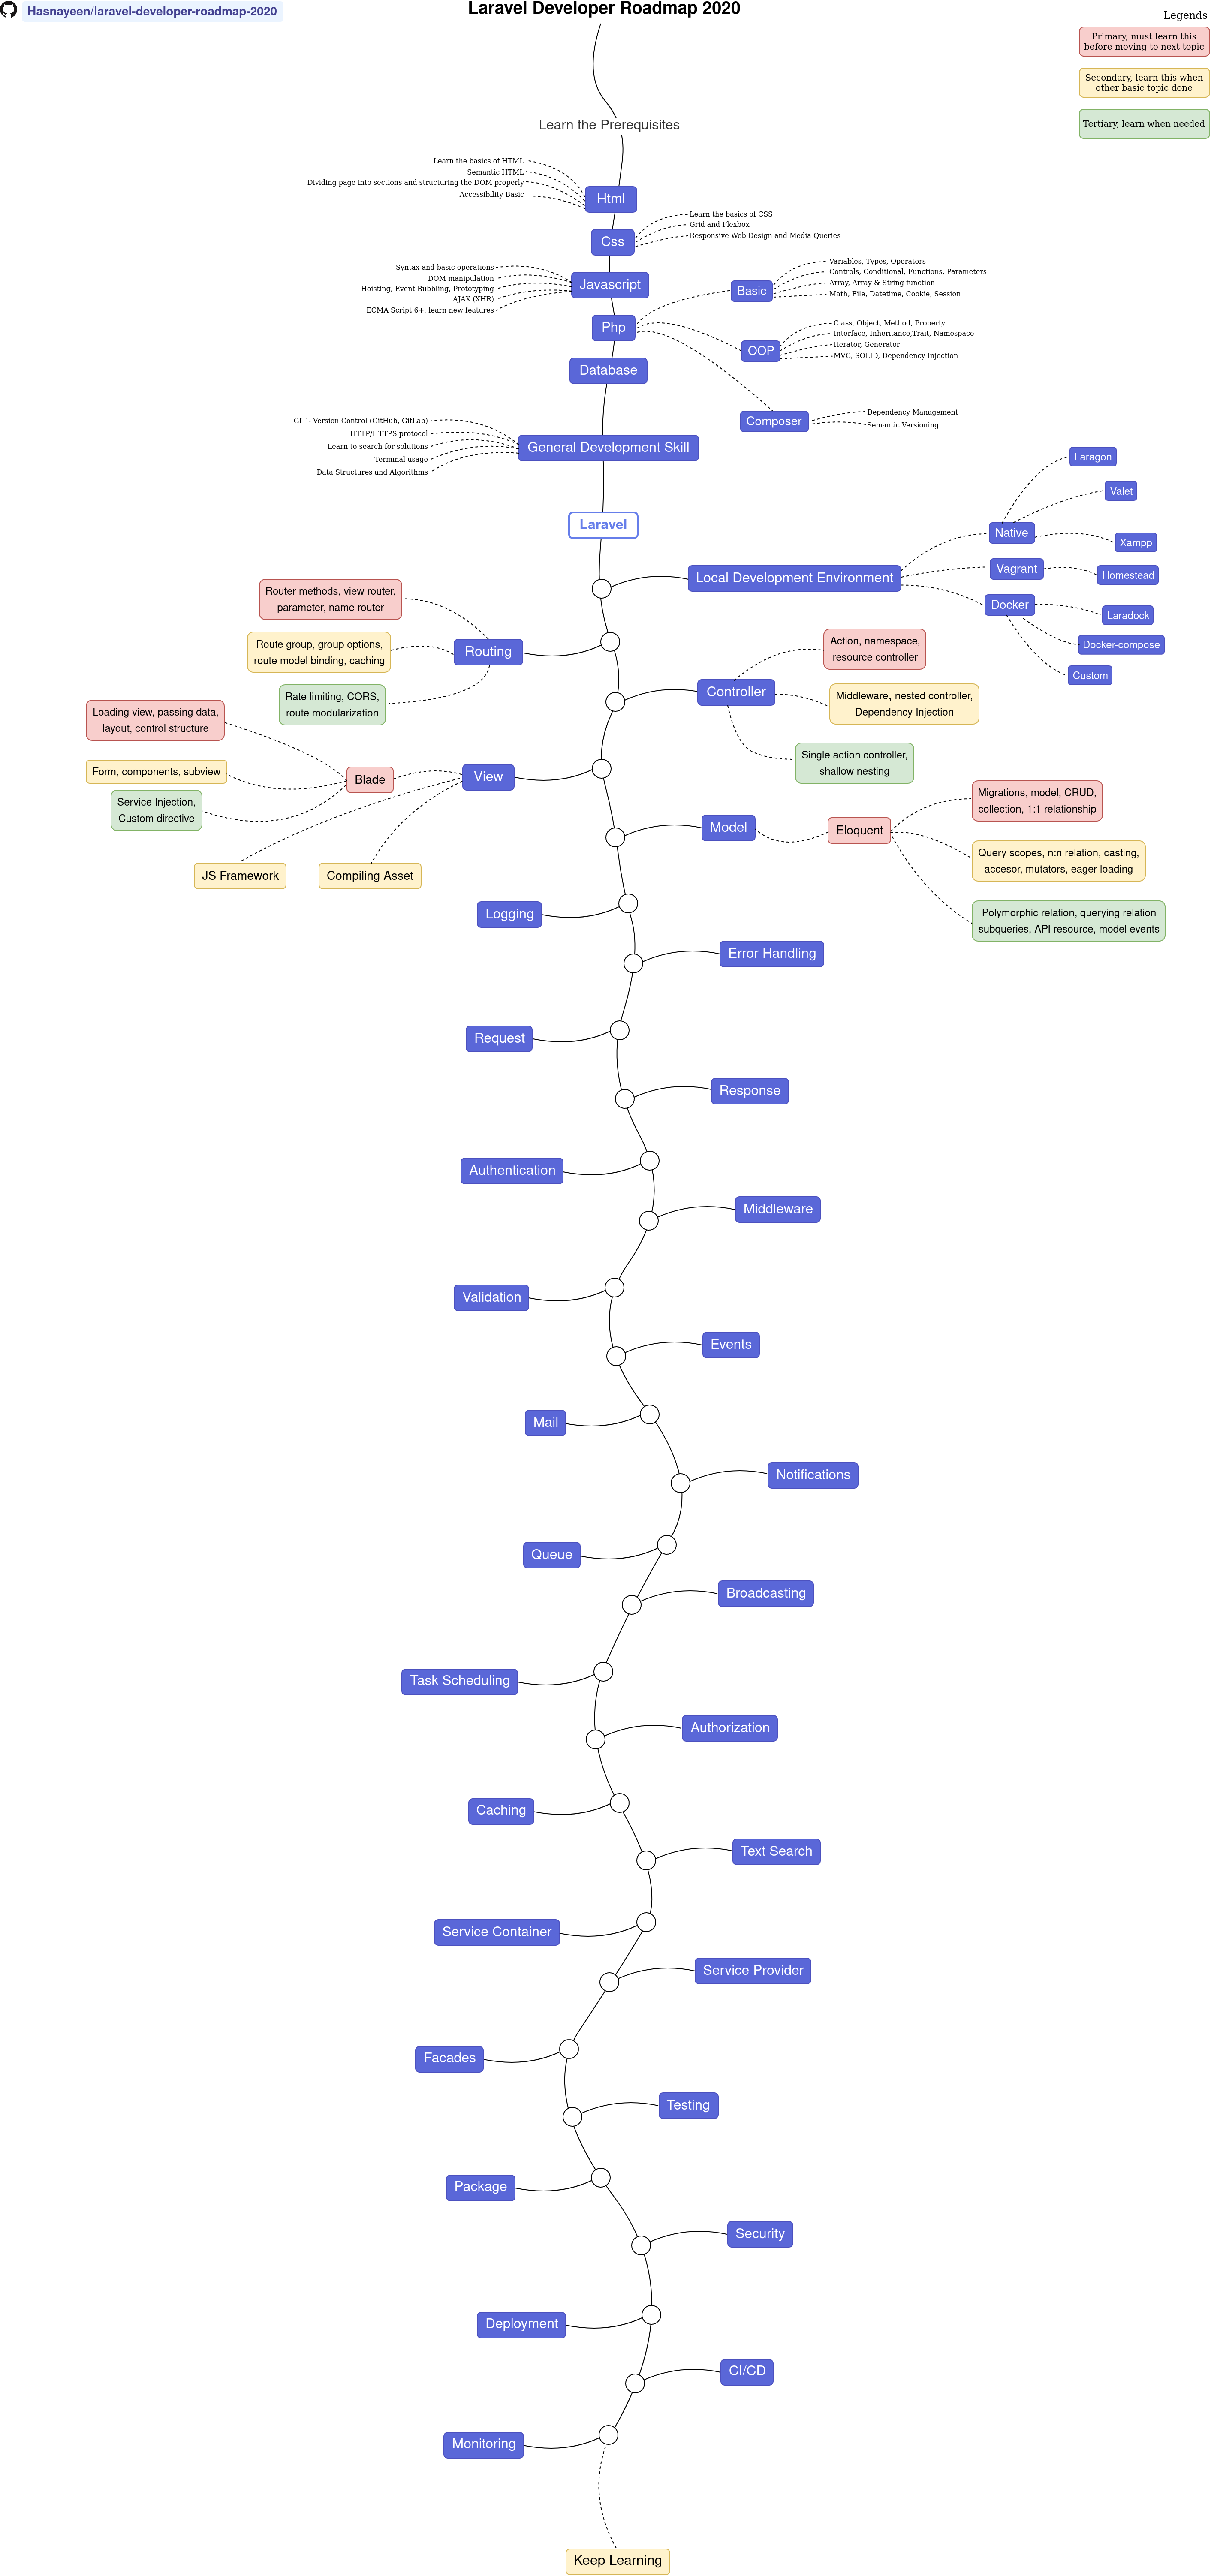 Hasnayeen/laravel-developer-roadmap-2020
Laravel Developer Roadmap 2020
Legends
Primary, must learn this
before moving to next topic
Secondary, learn this when
other basic topic done
Tertiary, learn when needed
Learn the Prerequisites
Learn the basics of HTML
Semantic HTML
Dividing page into sections and structuring the DOM properly
Accessibility Basic
Html
Css
Learn the basics of CSS
Grid and Flexbox
Responsive Web Design and Media Queries
Syntax and basic operations
DOM manipulation
Hoisting, Event Bubbling, Prototyping
AJAX (XHR)
ECMA Script 6+, learn new features
Javascript
Php
Basic
Variables, Types, Operators
Controls, Conditional, Functions, Parameters
Array, Array & String function
Math, File, Datetime, Cookie, Session
OOP
Class, Object, Method, Property
Interface, Inheritance,Trait, Namespace
Iterator, Generator
MVC, SOLID, Dependency Injection
Composer
Dependency Management
Semantic Versioning
Database
GIT - Version Control (GitHub, GitLab)
HTTP/HTTPS protocol
Learn to search for solutions
Terminal usage
Data Structures and Algorithms
General Development Skill
Laravel
Local Development Environment
Native
Laragon
Valet
Xampp
Vagrant
Homestead
Docker
Laradock
Docker-compose
Custom
Router methods, view router,
parameter, name router
Route group, group options,
route model binding, caching
Rate limiting, CORS,
route modularization
Routing
Controller
Action, namespace,
resource controller
Middleware, nested controller,
Dependency Injection
Single action controller,
shallow nesting
Loading view, passing data,
layout, control structure
Form, components, subview
Service Injection,
Custom directive
Blade
View
JS Framework
Compiling Asset
Model
Eloquent
Migrations, model, CRUD,
collection, 1:1 relationship
Query scopes, n:n relation, casting,
accesor, mutators, eager loading
Polymorphic relation, querying relation
subqueries, API resource, model events
Logging
Error Handling
Request
Response
Authentication
Middleware
Validation
Events
Mail
Notifications
Queue
Broadcasting
Task Scheduling
Authorization
Caching
Text Search
Service Container
Service Provider
Facades
Testing
Package
Security
Deployment
CI/CD
Monitoring
Keep Learning